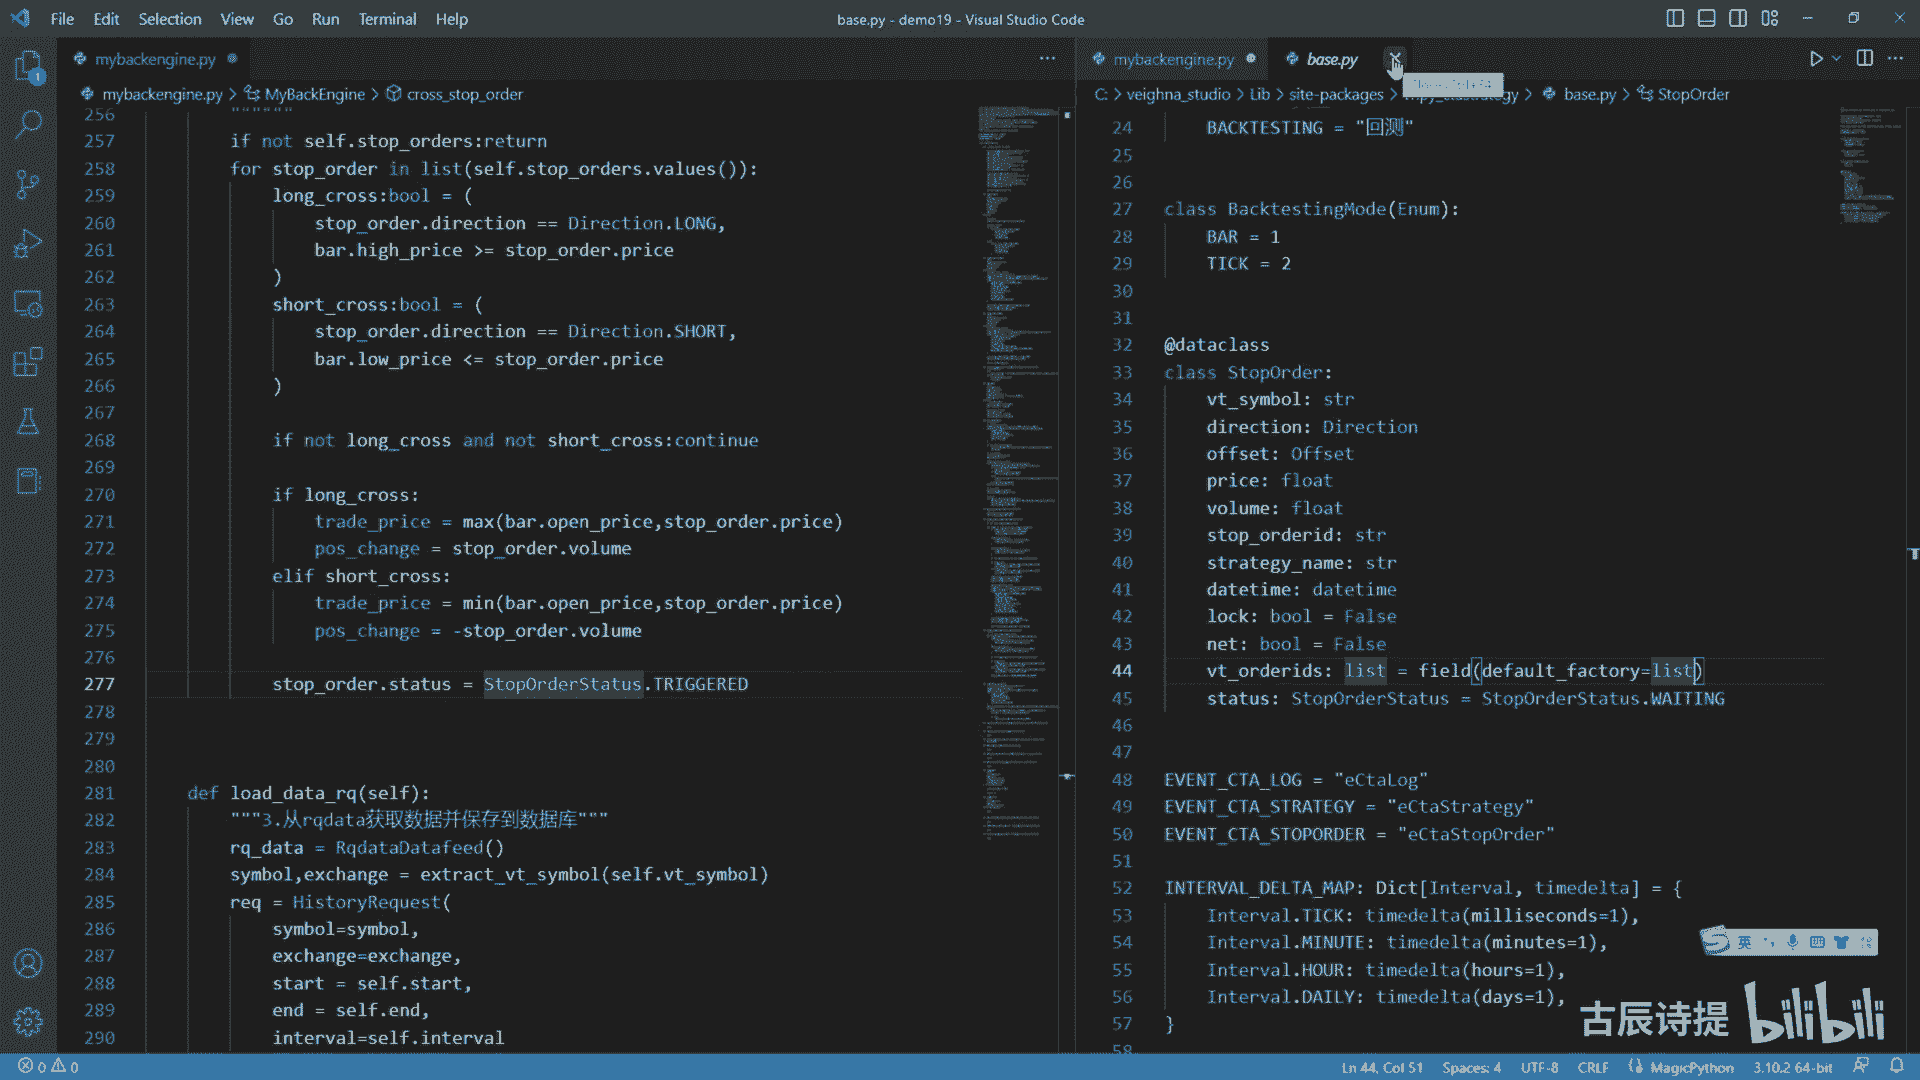 File Edit Selection View Go Run Terminal Help
base.py - demo19 - Visual Studio Code
1
mybackengine.py
mybackengine.py > MyBackEngine > cross_stop_order
256 """"""
257 if not self.stop_orders:return
258 for stop_order in list(self.stop_orders.values()):
259 long_cross:bool = (
260 stop_order.direction == Direction.LONG,
261 bar.high_price >= stop_order.price
262 )
263 short_cross:bool = (
264 stop_order.direction == Direction.SHORT,
265 bar.low_price <= stop_order.price
266 )
267
268 if not long_cross and not short_cross:continue
269
270 if long_cross:
271 trade_price = max(bar.open_price,stop_order.price)
272 pos_change = stop_order.volume
273 elif short_cross:
274 trade_price = min(bar.open_price,stop_order.price)
275 pos_change = -stop_order.volume
276
277 stop_order.status = StopOrderStatus.TRIGGERED
278
279
280
281 def load_data_rq(self):
282 """3.从rqdata获取数据并保存到数据库"""
283 rq_data = RqdataDatafeed()
284 symbol,exchange = extract_vt_symbol(self.vt_symbol)
285 req = HistoryRequest(
286 symbol=symbol,
287 exchange=exchange,
288 start = self.start,
289 end = self.end,
290 interval=self.interval
mybackengine.py base.py
C: > veighna_studio > Lib > site-packages > > base.py > StopOrder
24 BACKTESTING = "回测"
25
26
27 class BacktestingMode(Enum):
28 BAR = 1
29 TICK = 2
30
31
32 @dataclass
33 class StopOrder:
34 vt_symbol: str
35 direction: Direction
36 offset: Offset
37 price: float
38 volume: float
39 stop_orderid: str
40 strategy_name: str
41 datetime: datetime
42 lock: bool = False
43 net: bool = False
44 vt_orderids: list = field(default_factory=list)
45 status: StopOrderStatus = StopOrderStatus.WAITING
46
47
48 EVENT_CTA_LOG = "eCtaLog"
49 EVENT_CTA_STRATEGY = "eCtaStrategy"
50 EVENT_CTA_STOPORDER = "eCtaStopOrder"
51
52 INTERVAL_DELTA_MAP: Dict[Interval, timedelta] = {
53 Interval.TICK: timedelta(milliseconds=1),
54 Interval.MINUTE: timedelta(minutes=1),
55 Interval.HOUR: timedelta(hours=1),
56 Interval.DAILY: timedelta(days=1),
57 }
58
英
古辰诗提 bilibili
0 0
Ln 44, Col 51 Spaces: 4 UTF-8 CRLF MagicPython 3.10.2 64-bit